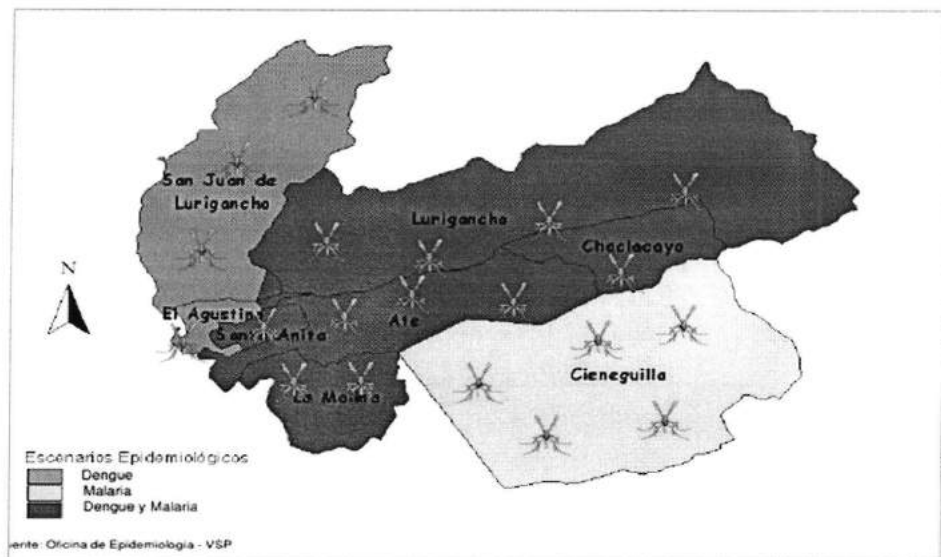 San Juan de
Lurigancho
Lurigancho
Chaclacayo
N
El Agustino
Santa Anita
Ate
Cieneguilla
La Molina
Escenarios Epidemiológicos
Dengue
Malaria
Dengue y Malaria
ente: Oficina de Epidemiología - VSP